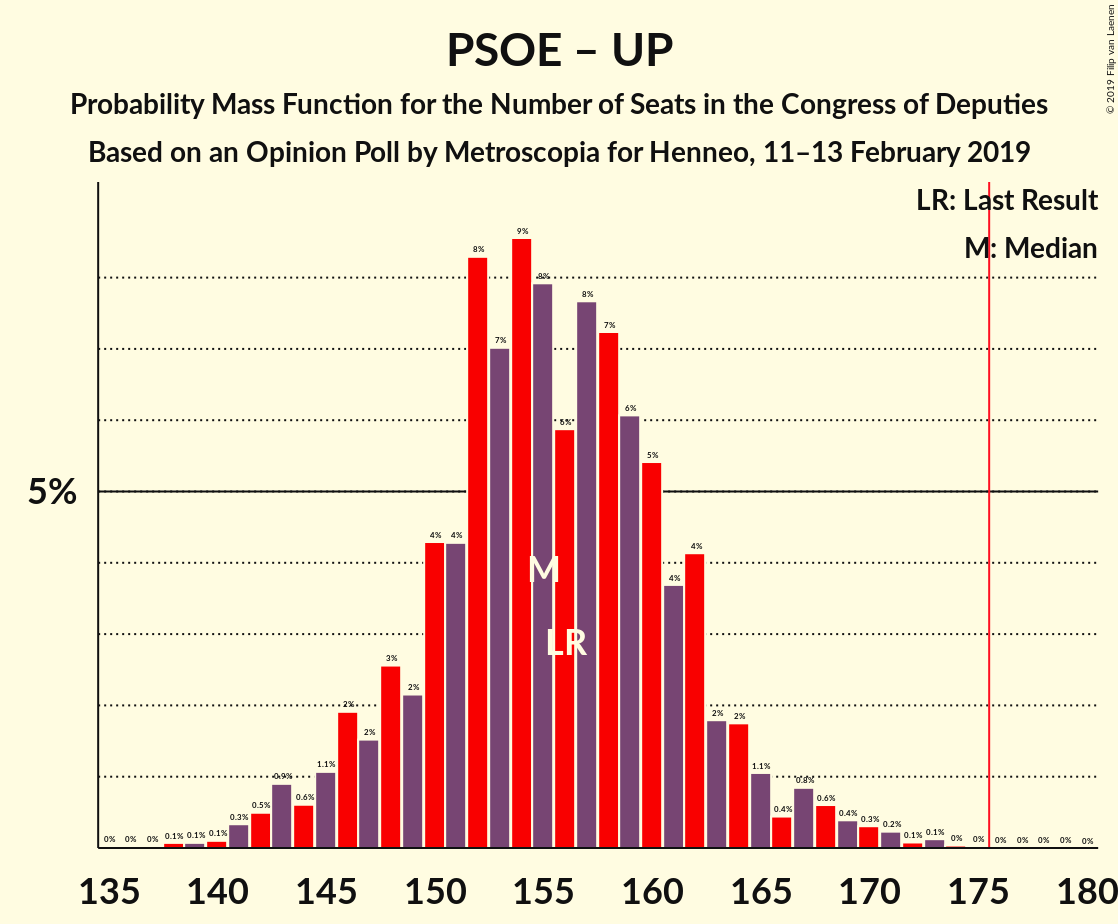 © 2019 Filip van Laenen
PSOE – UP
Probability Mass Function for the Number of Seats in the Congress of Deputies
Based on an Opinion Poll by Metroscopia for Henneo, 11–13 February 2019
LR: Last Result
M: Median
5%
0% 0% 0% 0.1% 0.1% 0.1% 0.3% 0.5% 0.9% 0.6% 1.1% 2% 2% 3% 2% 4% 4% 8% 7% 9% 8% 6% 8% 7% 6% 5% 4% 4% 2% 2% 1.1% 0.4% 0.8% 0.6% 0.4% 0.3% 0.2% 0.1% 0.1% 0% 0% 0% 0% 0% 0% 0%
M
LR
135 140 145 150 155 160 165 170 175 180